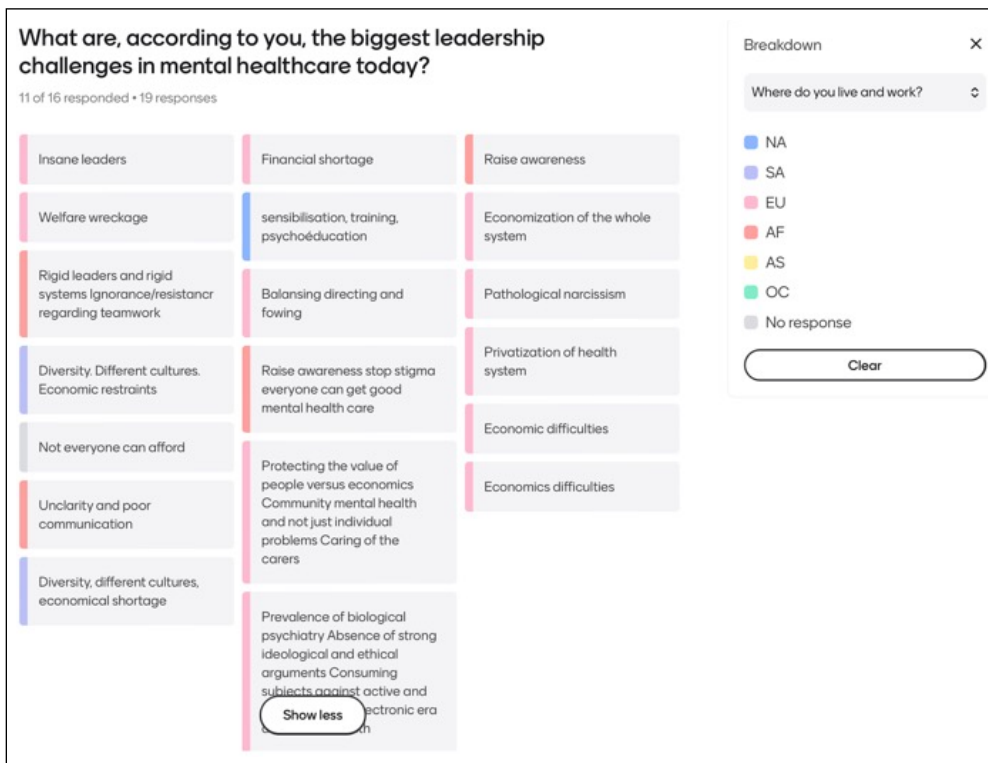 What are, according to you, the biggest leadership
challenges in mental healthcare today?
11 of 16 responded • 19 responses
Insane leaders
Welfare wreckage
Rigid leaders and rigid
systems Ignorance/resistancr
regarding teamwork
Diversity. Different cultures.
Economic restraints
Not everyone can afford
Unclarity and poor
communication
Diversity, different cultures,
economical shortage
Financial shortage
sensibilisation, training,
psychoéducation
Balansing directing and
fowing
Raise awareness stop stigma
everyone can get good
mental health care
Protecting the value of
people versus economics
Community mental health
and not just individual
problems Caring of the
carers
Prevalence of biological
psychiatry Absence of strong
ideological and ethical
arguments Consuming
subjects against active and
ectronic era
Show less
Raise awareness
Economization of the whole
system
Pathological narcissism
Privatization of health
system
Economic difficulties
Economics difficulties
Breakdown
Where do you live and work?
NA
SA
EU
AF
AS
OC
No response
Clear